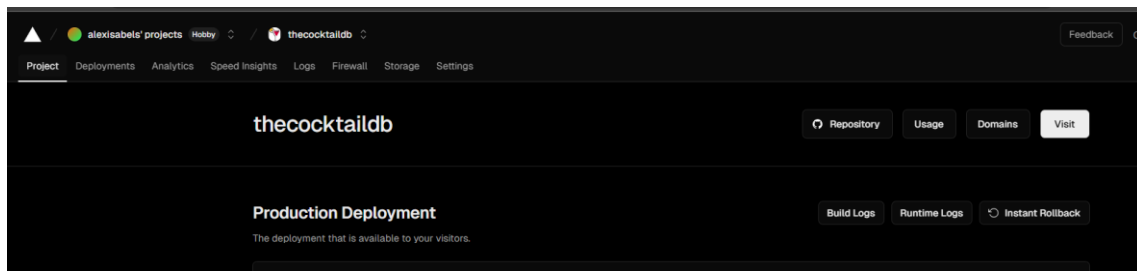 / alexisabels' projects Hobby / thecocktaildb Feedback
Project Deployments Analytics Speed Insights Logs Firewall Storage Settings
thecocktaildb Repository Usage Domains Visit
Production Deployment Build Logs Runtime Logs Instant Rollback
The deployment that is available to your visitors.